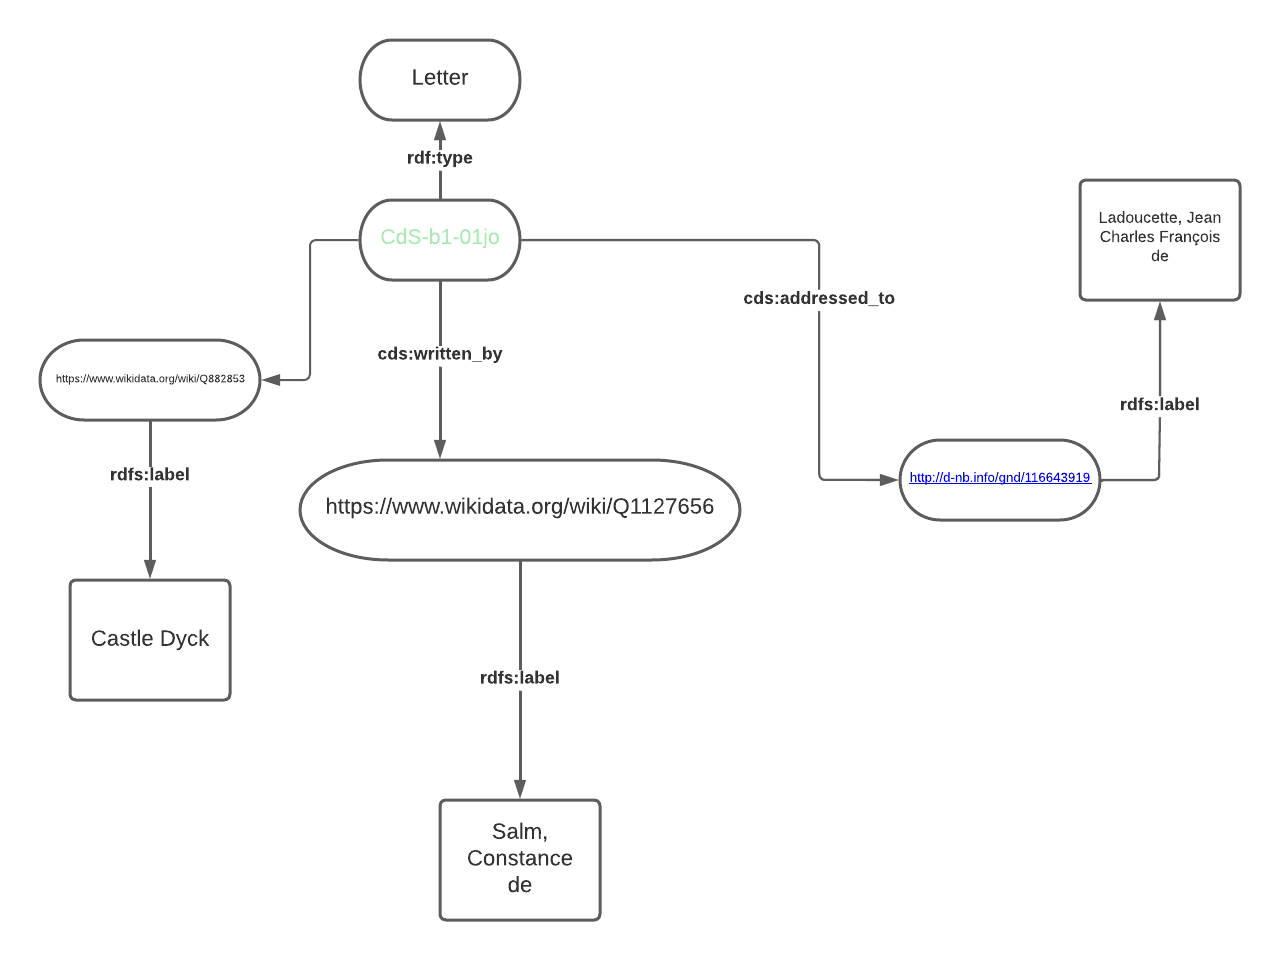 Letter
rdf:type
CdS-b1-01jo
Ladoucette, Jean
Charles François
de
cds:addressed_to
cds:written_by
https://www.wikidata.org/wiki/Q882853
rdfs:label
rdfs:label
http://d-nb.info/gnd/116643919
https://www.wikidata.org/wiki/Q1127656
Castle Dyck
rdfs:label
Salm,
Constance
de